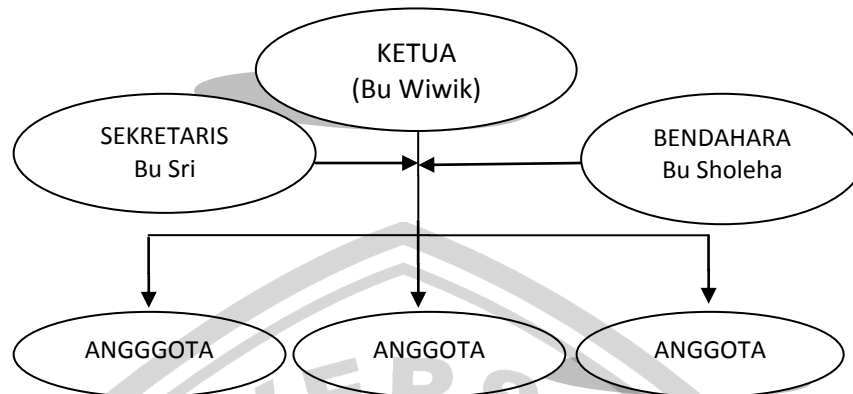 KETUA
(Bu Wiwik)
SEKRETARIS
Bu Sri
BENDAHARA
Bu Sholeha
ANGGGOTA
ANGGOTA
ANGGOTA